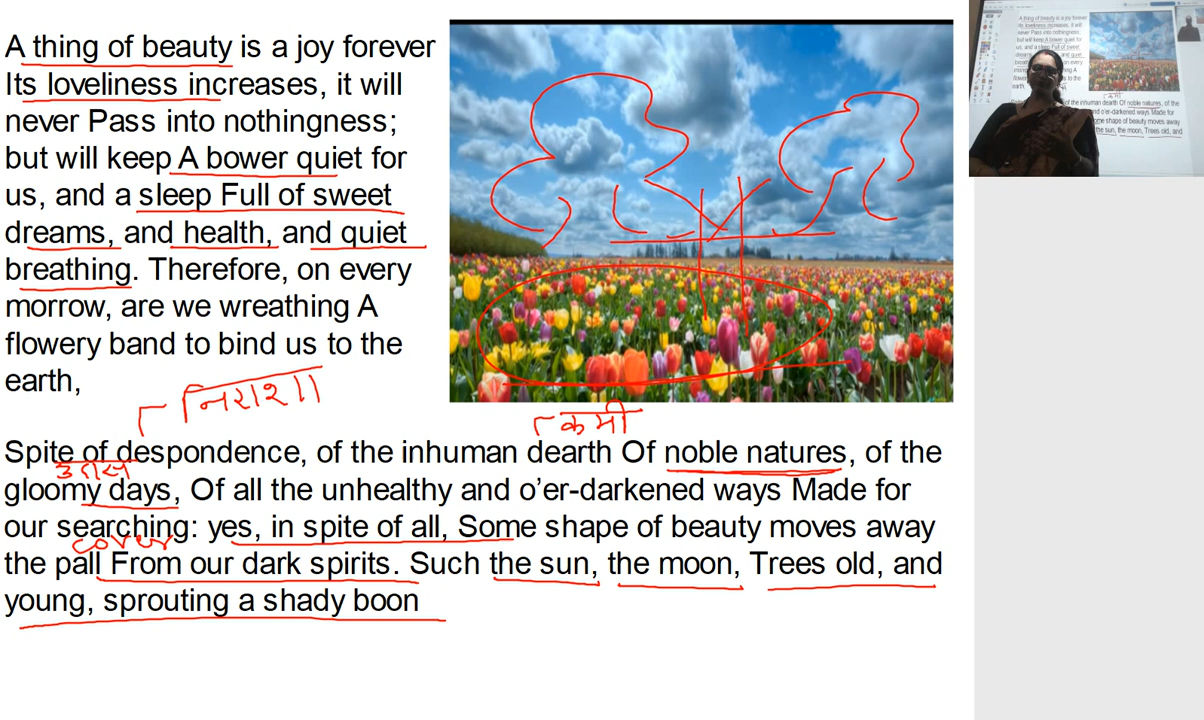 A thing of beauty is a joy forever
Its loveliness increases, it will
never Pass into nothingness;
but will keep A bower quiet for
us, and a sleep Full of sweet
dreams, and health, and quiet
breathing. Therefore, on every
morrow, are we wreathing A
flowery band to bind us to the
earth,
निराशा
कमी
Spite of despondence, of the inhuman dearth Of noble natures, of the
उदास
gloomy days, Of all the unhealthy and o’er-darkened ways Made for
our searching: yes, in spite of all, Some shape of beauty moves away
cover
the pall From our dark spirits. Such the sun, the moon, Trees old, and
young, sprouting a shady boon